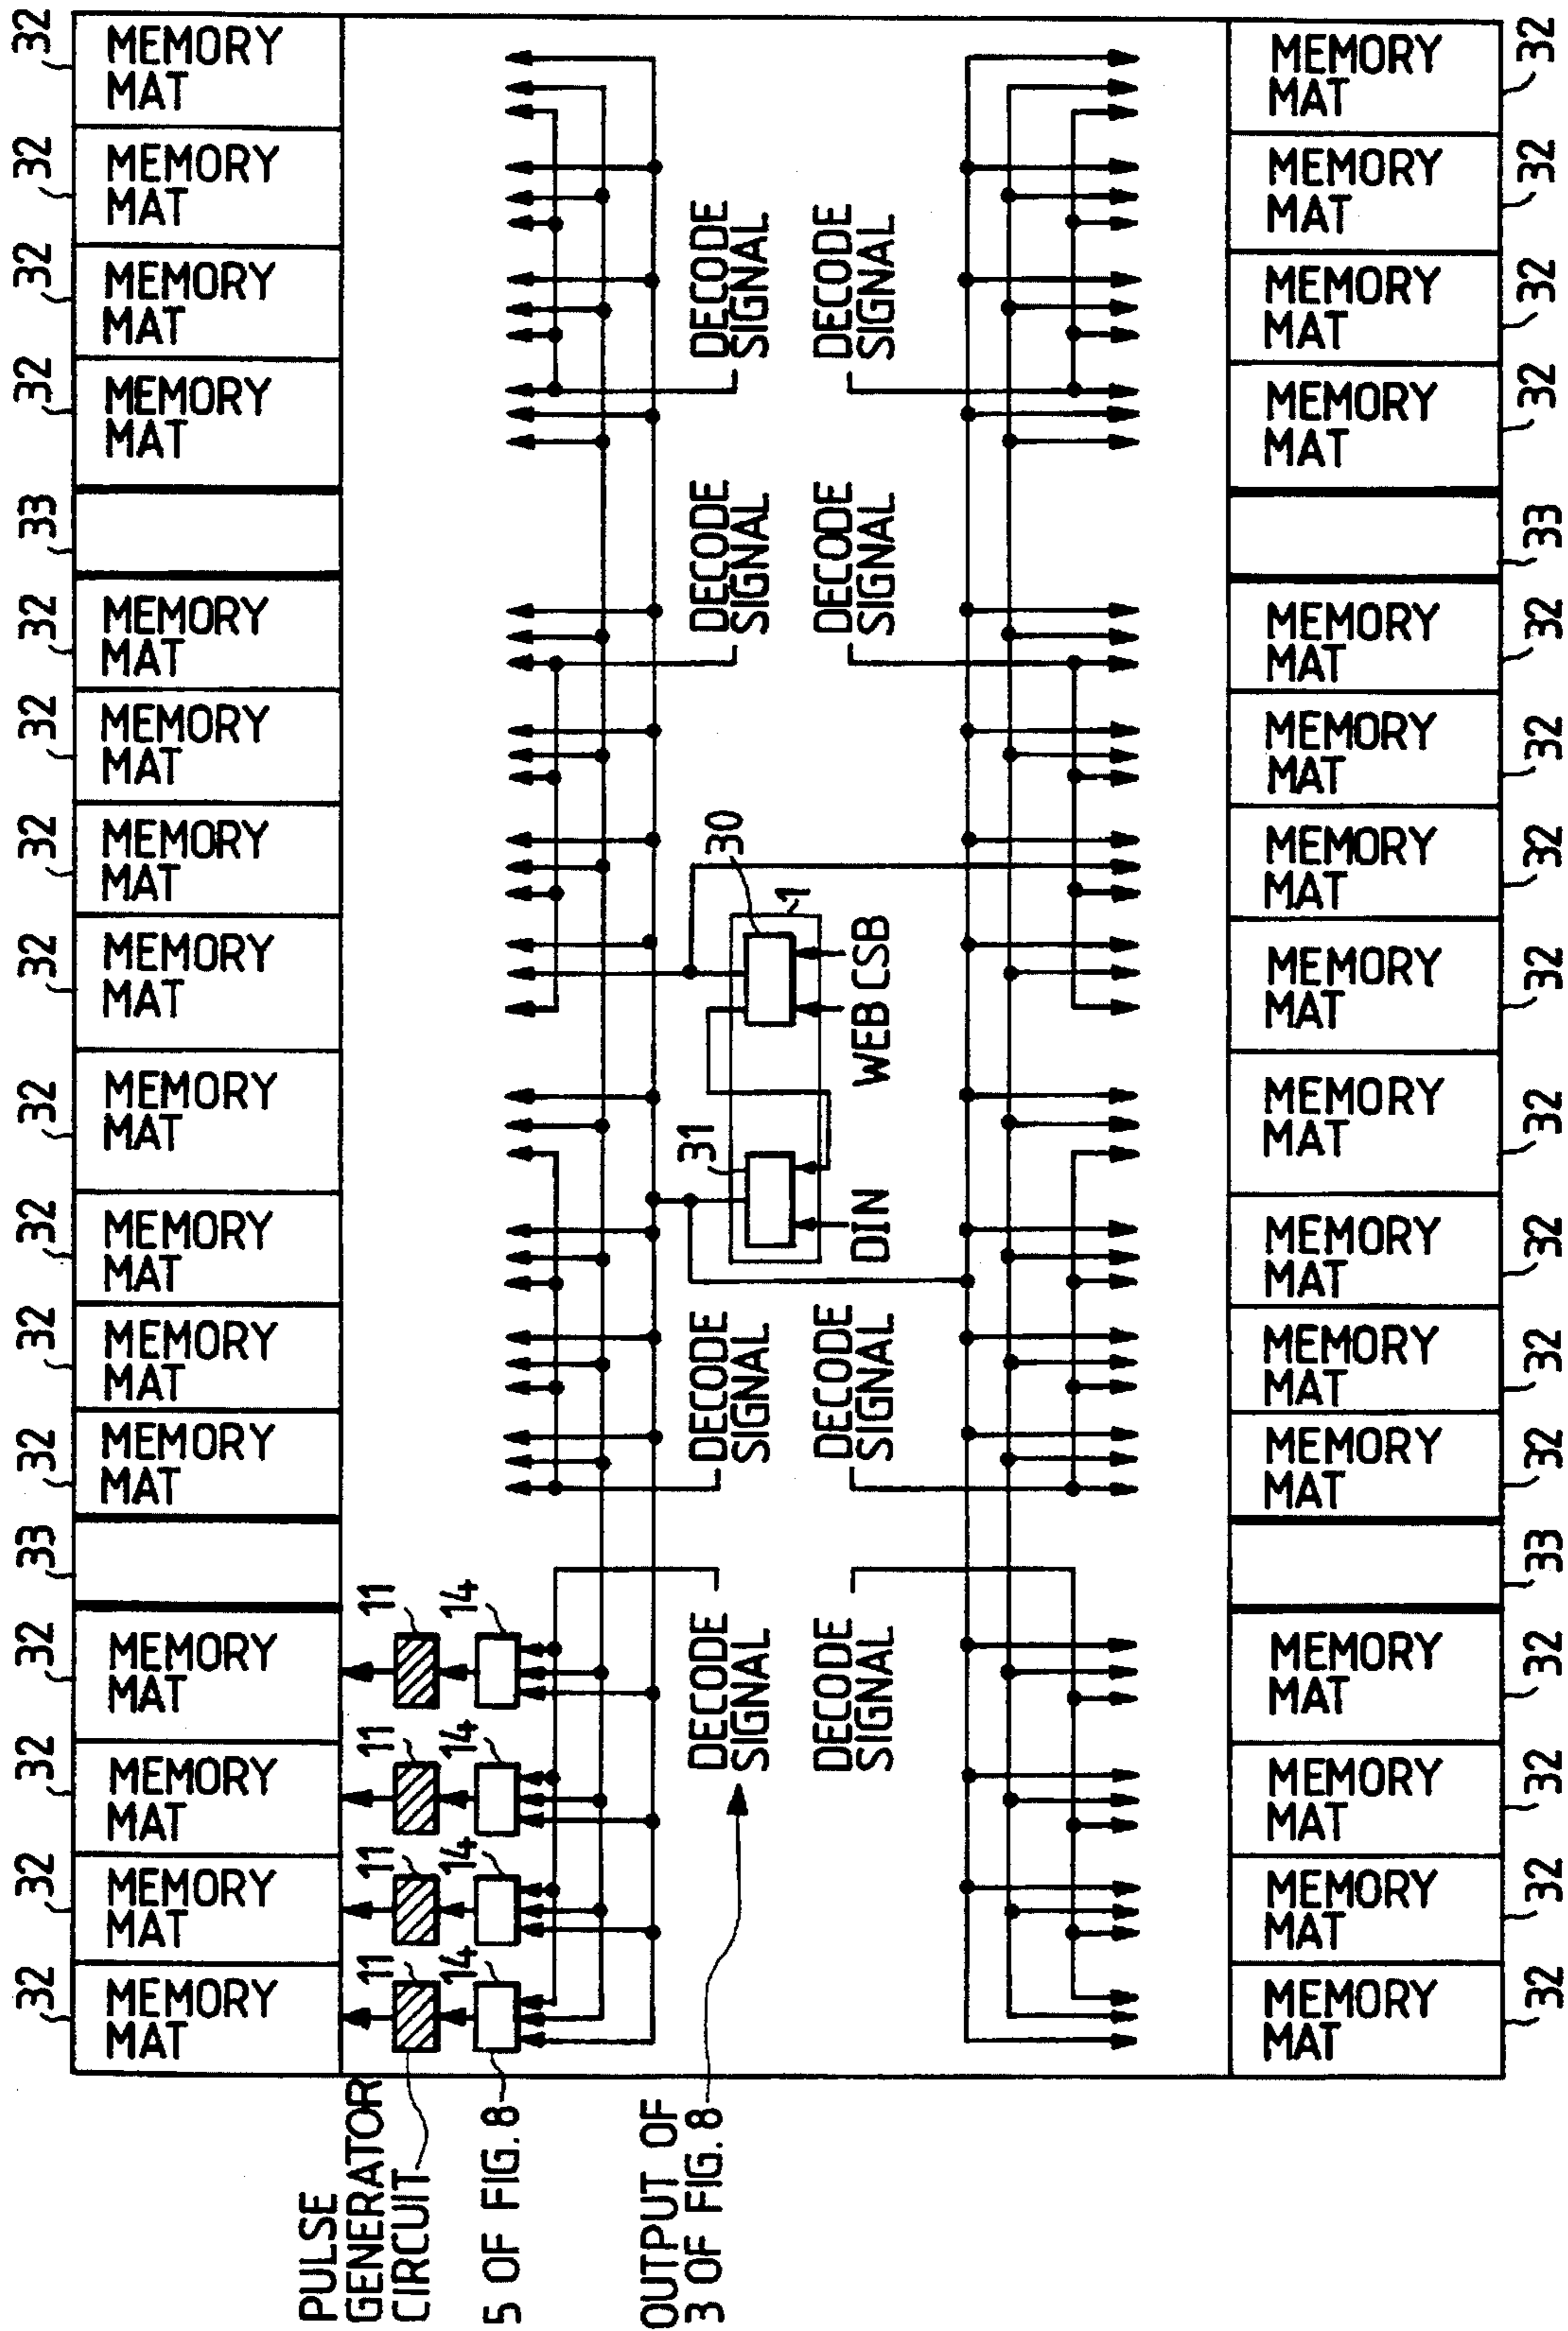 32
MEMORY
MAT
MEMORY
MAT
32
32
MEMORY
MAT
MEMORY
MAT
32
32
MEMORY
MAT
MEMORY
MAT
32
DECODE
SIGNAL
DECODE
SIGNAL
32
MEMORY
MAT
MEMORY
MAT
32
33
33
DECODE
SIGNAL
DECODE
SIGNAL
32
MEMORY
MAT
MEMORY
MAT
32
32
MEMORY
MAT
MEMORY
MAT
32
32
MEMORY
MAT
MEMORY
MAT
32
30
1
WEB CSB
32
MEMORY
MAT
MEMORY
MAT
32
32
MEMORY
MAT
MEMORY
MAT
32
31
DIN
32
MEMORY
MAT
MEMORY
MAT
32
32
MEMORY
MAT
MEMORY
MAT
32
DECODE
SIGNAL
DECODE
SIGNAL
32
MEMORY
MAT
MEMORY
MAT
32
33
33
32
MEMORY
MAT
11
14
DECODE
SIGNAL
DECODE
SIGNAL
MEMORY
MAT
32
32
MEMORY
MAT
11
14
MEMORY
MAT
32
32
MEMORY
MAT
11
14
MEMORY
MAT
32
32
MEMORY
MAT
11
14
MEMORY
MAT
32
PULSE
GENERATOR
CIRCUIT
5 OF FIG. 8
OUTPUT OF
3 OF FIG. 8